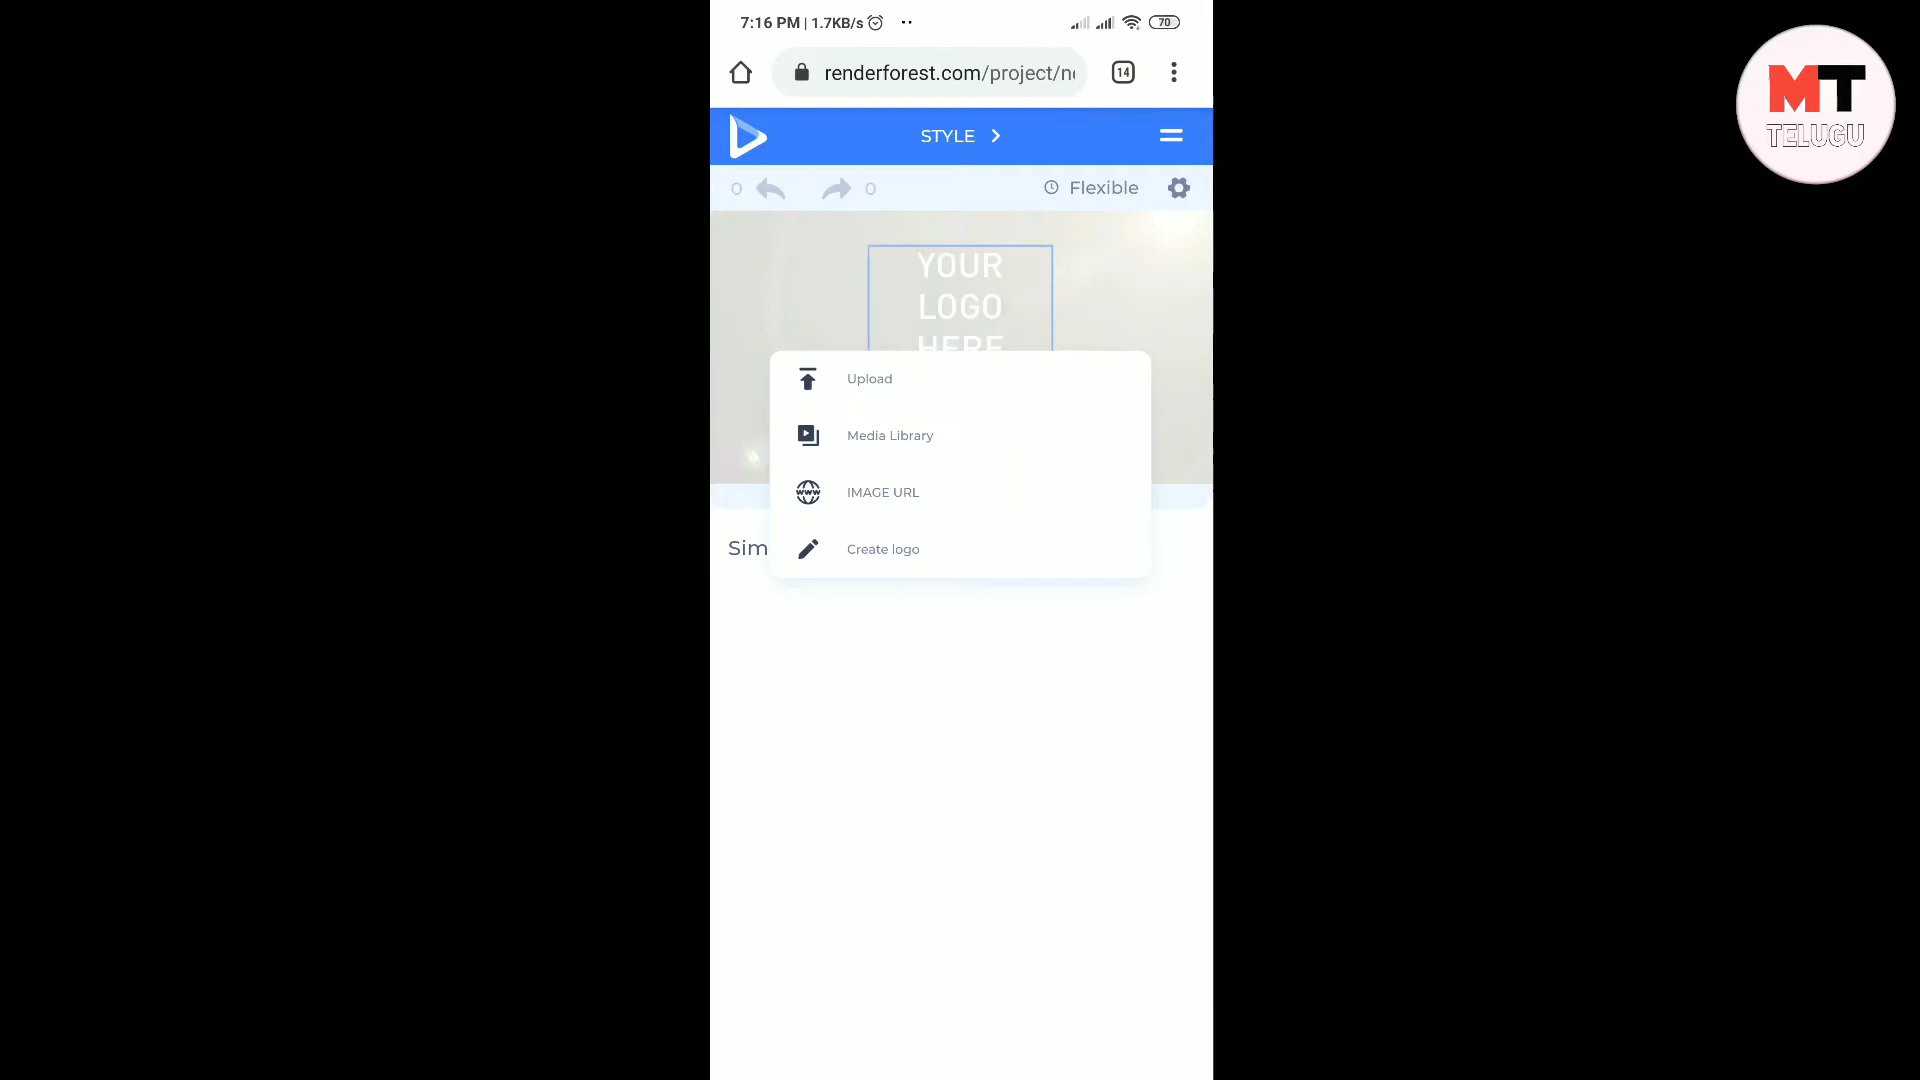 7:16 PM | 1.7KB/s
70
renderforest.com/project/n
14
STYLE
0
0
Flexible
YOUR
LOGO
HERE
Upload
Media Library
IMAGE URL
Create logo
Sim
MT
TELUGU